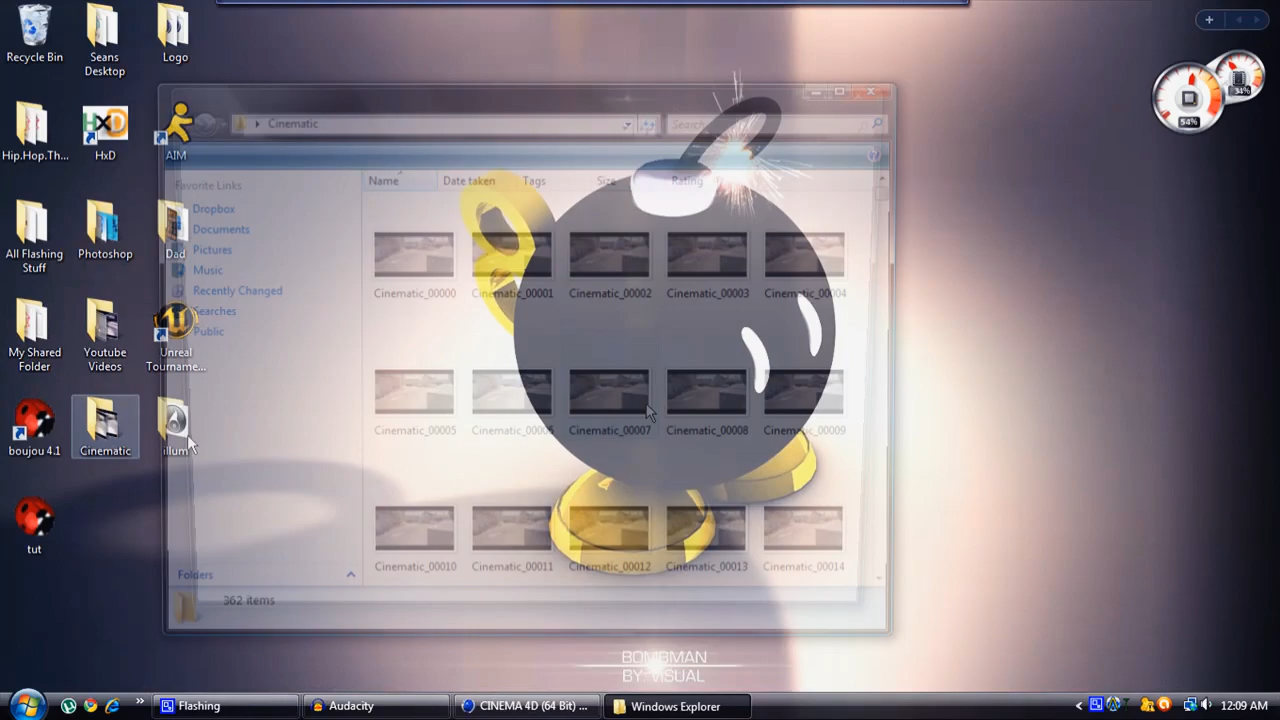 Recycle Bin
Seans Desktop
Logo
Hip.Hop.Th...
HxD
AIM
All Flashing Stuff
Photoshop
Dad
My Shared Folder
Youtube Videos
Unreal Tourname...
boujou 4.1
Cinematic
illum
tut
Cinematic
Search
Name
Date taken
Tags
Size
Rating
Favorite Links
Dropbox
Documents
Pictures
Music
Recently Changed
Searches
Public
Folders
Cinematic_00000
Cinematic_00001
Cinematic_00002
Cinematic_00003
Cinematic_00004
Cinematic_00005
Cinematic_00006
Cinematic_00007
Cinematic_00008
Cinematic_00009
Cinematic_00010
Cinematic_00011
Cinematic_00012
Cinematic_00013
Cinematic_00014
362 items
54%
34%
BOMBMAN
BY: VISUAL
Flashing
Audacity
CINEMA 4D (64 Bit) ...
Windows Explorer
12:09 AM